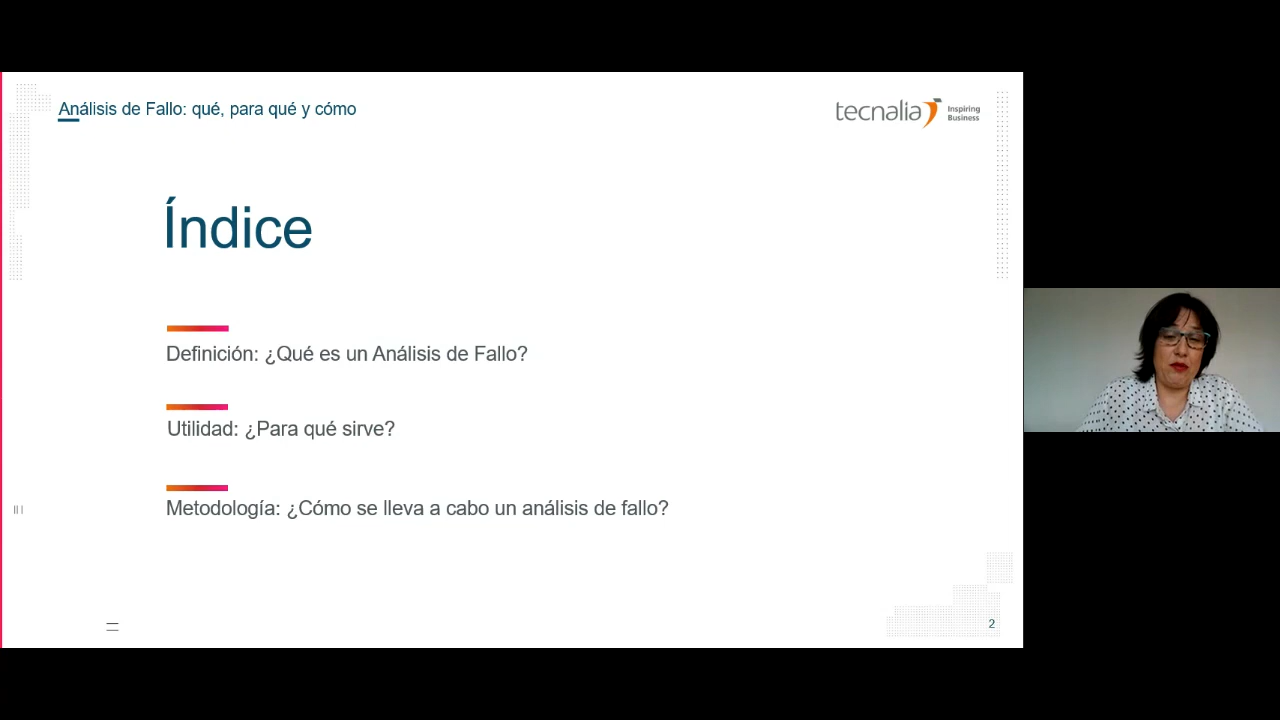 Análisis de Fallo: qué, para qué y cómo
tecnalia Inspiring
Business
Índice
Definición: ¿Qué es un Análisis de Fallo?
Utilidad: ¿Para qué sirve?
Metodología: ¿Cómo se lleva a cabo un análisis de fallo?
2